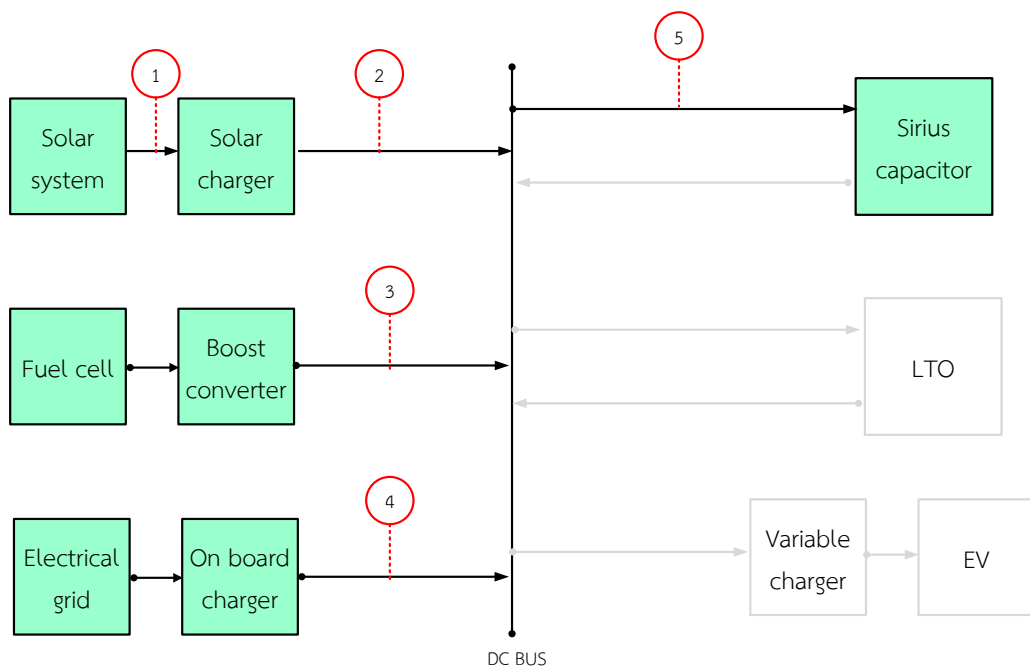 1
2
5
Solar
system
Solar
charger
Sirius
capacitor
3
Fuel cell
Boost
converter
LTO
4
Electrical
grid
On board
charger
Variable
charger
EV
DC BUS